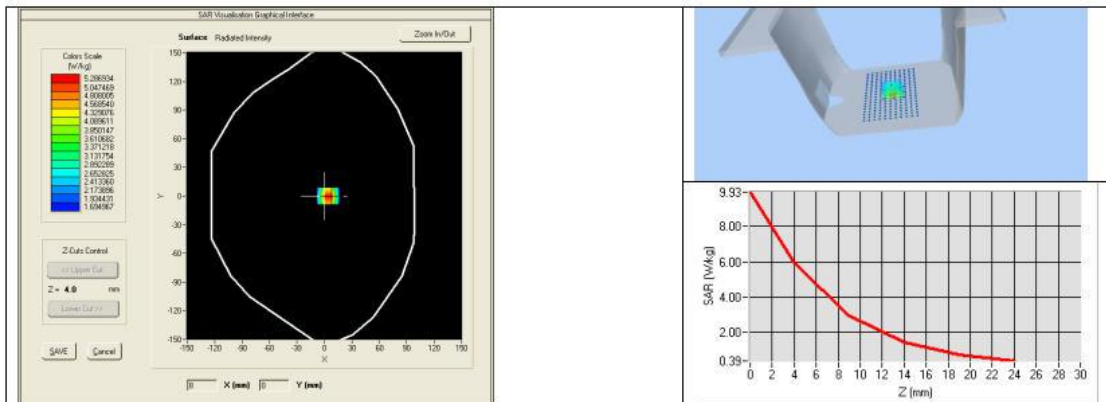 SAR Visualisation Graphical Interface
Surface Radiated Intensity
Zoom In/Out
Colors Scale
(W/kg)
5.286934
5.047469
4.808005
4.568540
4.329076
4.089611
3.850147
3.610682
3.371218
3.131754
2.892289
2.652825
2.413360
2.173896
1.934431
1.694967
150
120
90
60
30
0
-30
-60
-90
-120
-150
Y
-150 -120 -90 -60 -30 0 30 60 90 120 150
X
Z-Cuts Control
<< Upper Cut
Z = 4.0 mm
Lower Cut >>
SAVE Cancel
0 X (mm) 0 Y (mm)
9.93
8.00
6.00
4.00
2.00
0.39
SAR (W/kg)
0 2 4 6 8 10 12 14 16 18 20 22 24 26 28 30
Z (mm)